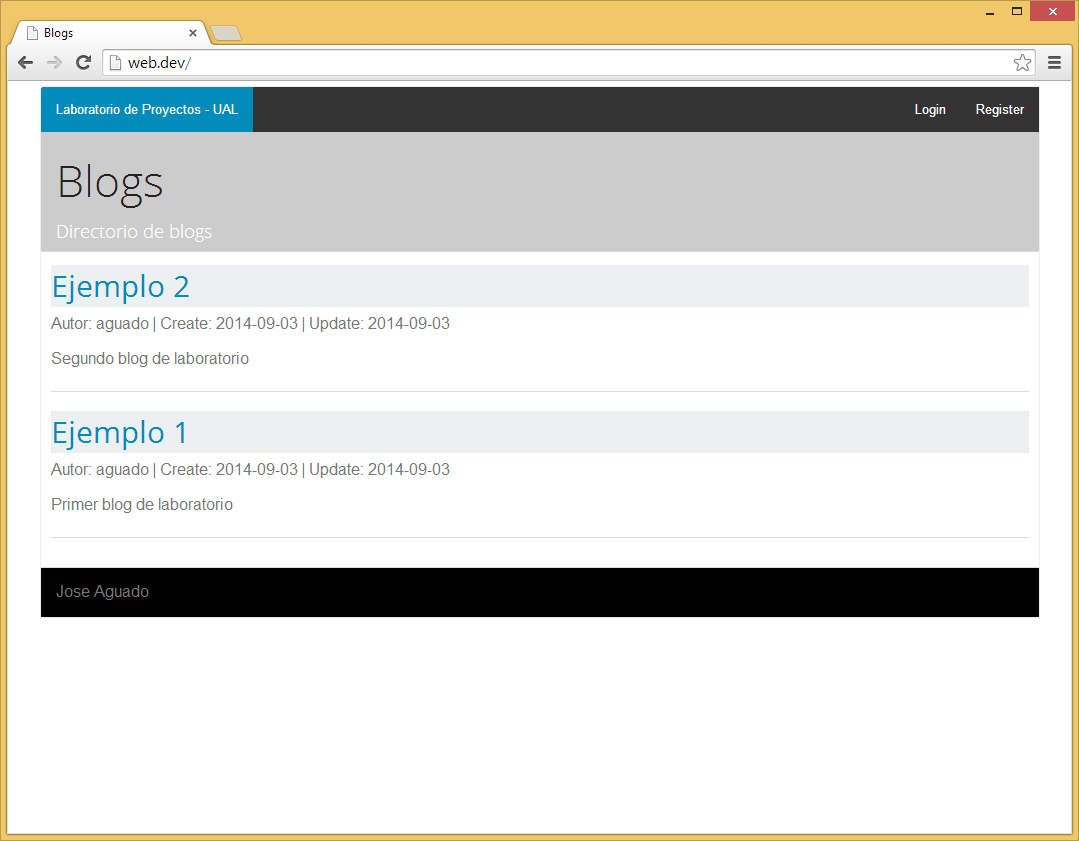 Blogs
web.dev/
Laboratorio de Proyectos - UAL Login Register
Blogs
Directorio de blogs
Ejemplo 2
Autor: aguado | Create: 2014-09-03 | Update: 2014-09-03
Segundo blog de laboratorio
Ejemplo 1
Autor: aguado | Create: 2014-09-03 | Update: 2014-09-03
Primer blog de laboratorio
Jose Aguado